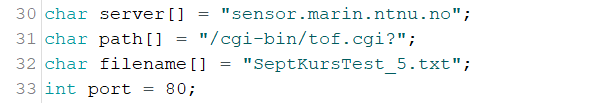 30 char server[] = "sensor.marin.ntnu.no";
31 char path[] = "/cgi-bin/tof.cgi?";
32 char filename[] = "SeptKursTest_5.txt";
33 int port = 80;